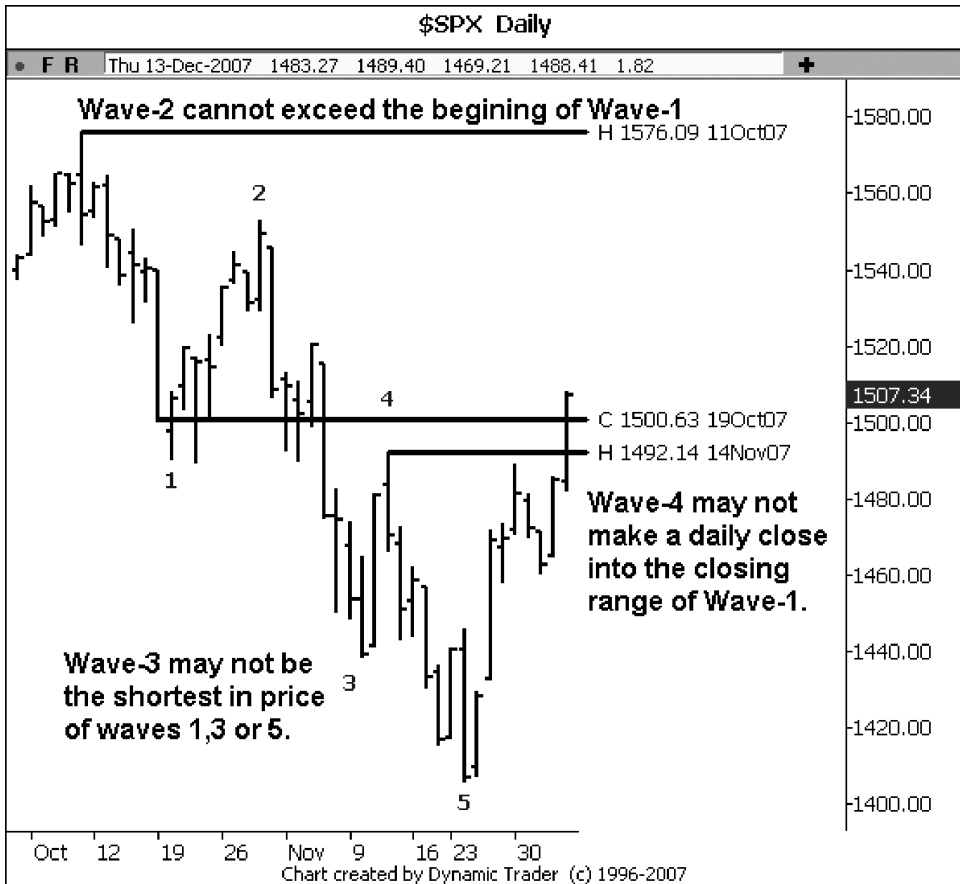 $SPX Daily
F R Thu 13-Dec-2007 1483.27 1489.40 1469.21 1488.41 1.82
Wave-2 cannot exceed the begining of Wave-1
H 1576.09 11Oct07
1580.00
1560.00
1540.00
1520.00
1507.34
1500.00
1480.00
1460.00
1440.00
1420.00
1400.00
2
4
C 1500.63 19Oct07
H 1492.14 14Nov07
1
Wave-4 may not
make a daily close
into the closing
range of Wave-1.
Wave-3 may not be
the shortest in price
of waves 1,3 or 5.
3
5
Oct 12 19 26 Nov 9 16 23 30
Chart created by Dynamic Trader (c) 1996-2007